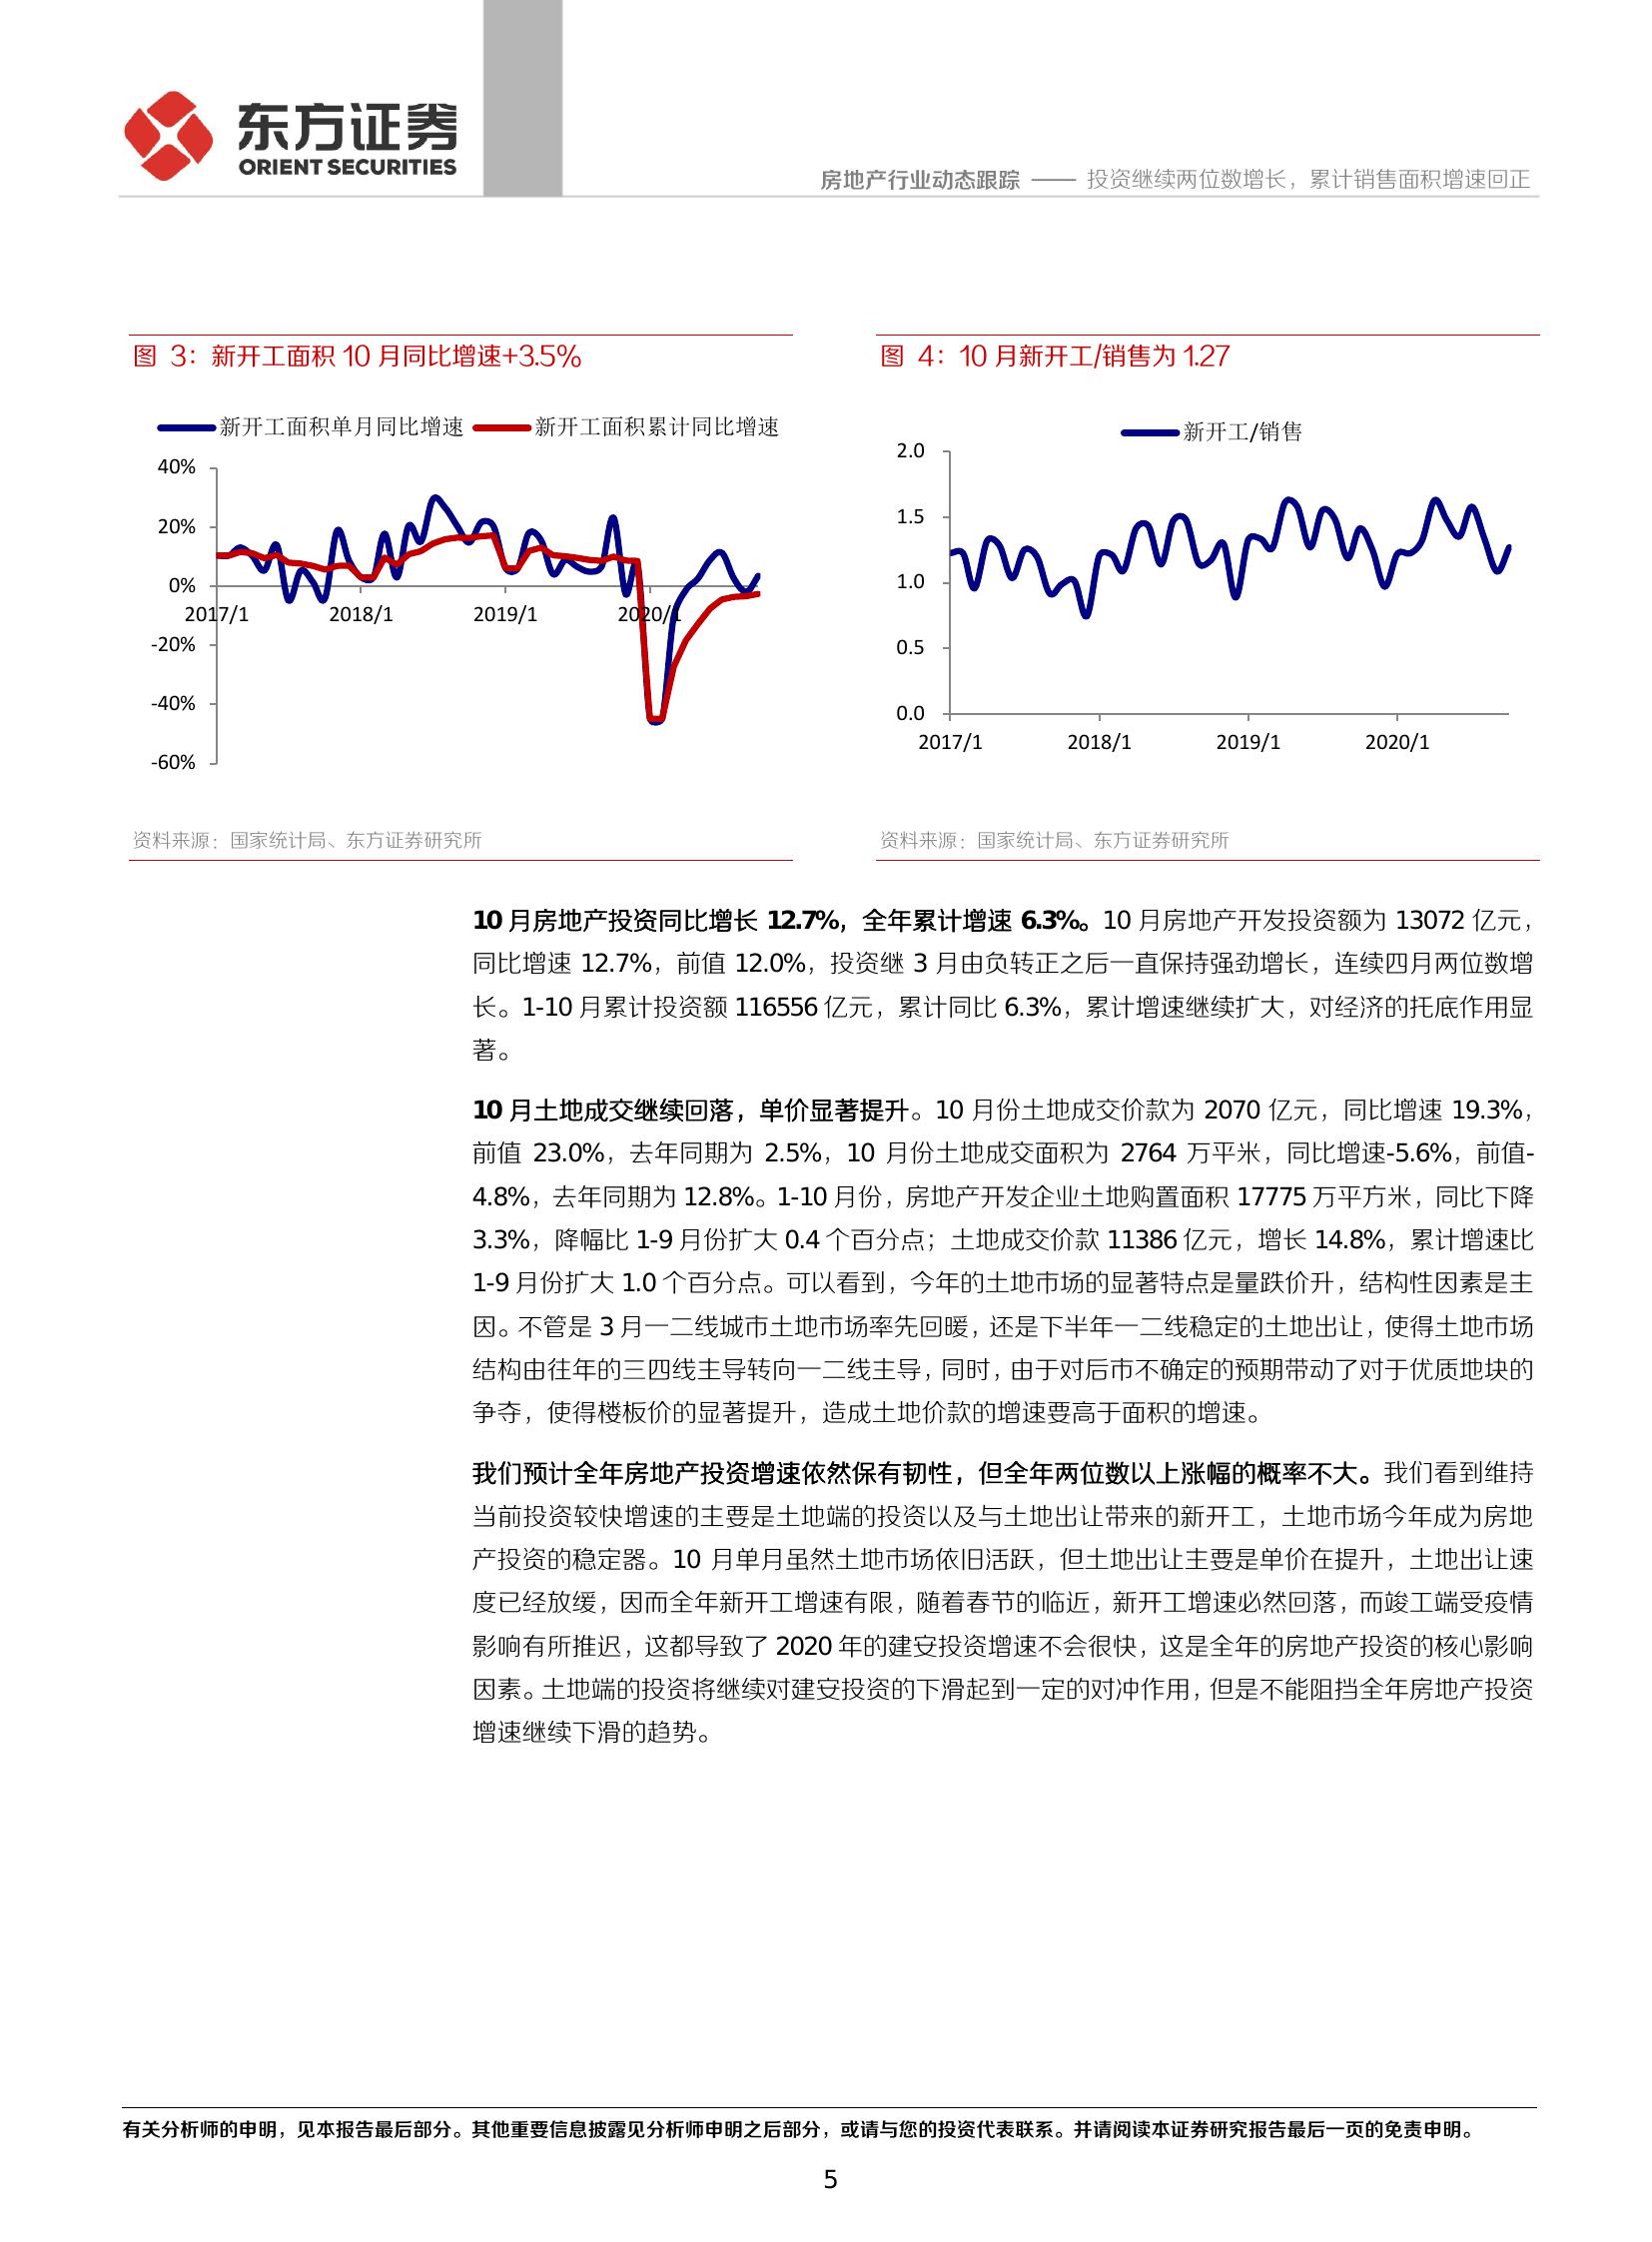 东方证券
ORIENT SECURITIES
房地产行业动态跟踪 —— 投资继续两位数增长，累计销售面积增速回正
图 3：新开工面积 10 月同比增速+3.5%
新开工面积单月同比增速 新开工面积累计同比增速
40%
20%
0%
-20%
-40%
-60%
2017/1 2018/1 2019/1 2020/1
资料来源：国家统计局、东方证券研究所
图 4：10 月新开工/销售为 1.27
新开工/销售
2.0
1.5
1.0
0.5
0.0
2017/1 2018/1 2019/1 2020/1
资料来源：国家统计局、东方证券研究所
10 月房地产投资同比增长 12.7%，全年累计增速 6.3%。10 月房地产开发投资额为 13072 亿元，
同比增速 12.7%，前值 12.0%，投资继 3 月由负转正之后一直保持强劲增长，连续四月两位数增
长。1-10 月累计投资额 116556 亿元，累计同比 6.3%，累计增速继续扩大，对经济的托底作用显
著。
10 月土地成交继续回落，单价显著提升。10 月份土地成交价款为 2070 亿元，同比增速 19.3%，
前值 23.0%，去年同期为 2.5%，10 月份土地成交面积为 2764 万平米，同比增速-5.6%，前值-
4.8%，去年同期为 12.8%。1-10 月份，房地产开发企业土地购置面积 17775 万平方米，同比下降
3.3%，降幅比 1-9 月份扩大 0.4 个百分点；土地成交价款 11386 亿元，增长 14.8%，累计增速比
1-9 月份扩大 1.0 个百分点。可以看到，今年的土地市场的显著特点是量跌价升，结构性因素是主
因。不管是 3 月一二线城市土地市场率先回暖，还是下半年一二线稳定的土地出让，使得土地市场
结构由往年的三四线主导转向一二线主导，同时，由于对后市不确定的预期带动了对于优质地块的
争夺，使得楼板价的显著提升，造成土地价款的增速要高于面积的增速。
我们预计全年房地产投资增速依然保有韧性，但全年两位数以上涨幅的概率不大。我们看到维持
当前投资较快增速的主要是土地端的投资以及与土地出让带来的新开工，土地市场今年成为房地
产投资的稳定器。10 月单月虽然土地市场依旧活跃，但土地出让主要是单价在提升，土地出让速
度已经放缓，因而全年新开工增速有限，随着春节的临近，新开工增速必然回落，而竣工端受疫情
影响有所推迟，这都导致了 2020 年的建安投资增速不会很快，这是全年的房地产投资的核心影响
因素。土地端的投资将继续对建安投资的下滑起到一定的对冲作用，但是不能阻挡全年房地产投资
增速继续下滑的趋势。
有关分析师的申明，见本报告最后部分。其他重要信息披露见分析师申明之后部分，或请与您的投资代表联系。并请阅读本证券研究报告最后一页的免责申明。
5